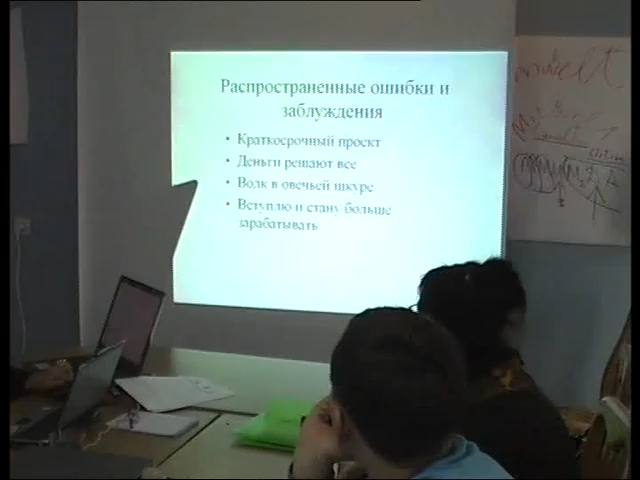 Распространенные ошибки и
заблуждения
• Краткосрочный проект
• Деньги решают все
• Волк в овечьей шкуре
• Вступлю и стану больше
зарабатывать